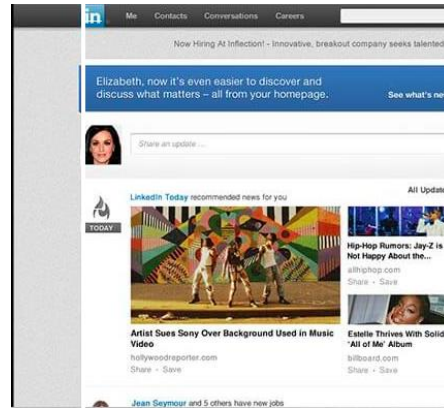 in
Me Contacts Conversations Careers
Now Hiring At Inflection! - Innovative, breakout company seeks talented
Elizabeth, now it's even easier to discover and
discuss what matters – all from your homepage.
See what's ne
Share an update ...
All Update
LinkedIn Today recommended news for you
TODAY
Hip-Hop Rumors: Jay-Z is
Not Happy About the...
allhiphop.com
Share - Save
Artist Sues Sony Over Background Used in Music
Video
hollywoodreporter.com
Share - Save
Estelle Thrives With Solid
'All of Me' Album
billboard.com
Share - Save
Jean Seymour and 5 others have new jobs